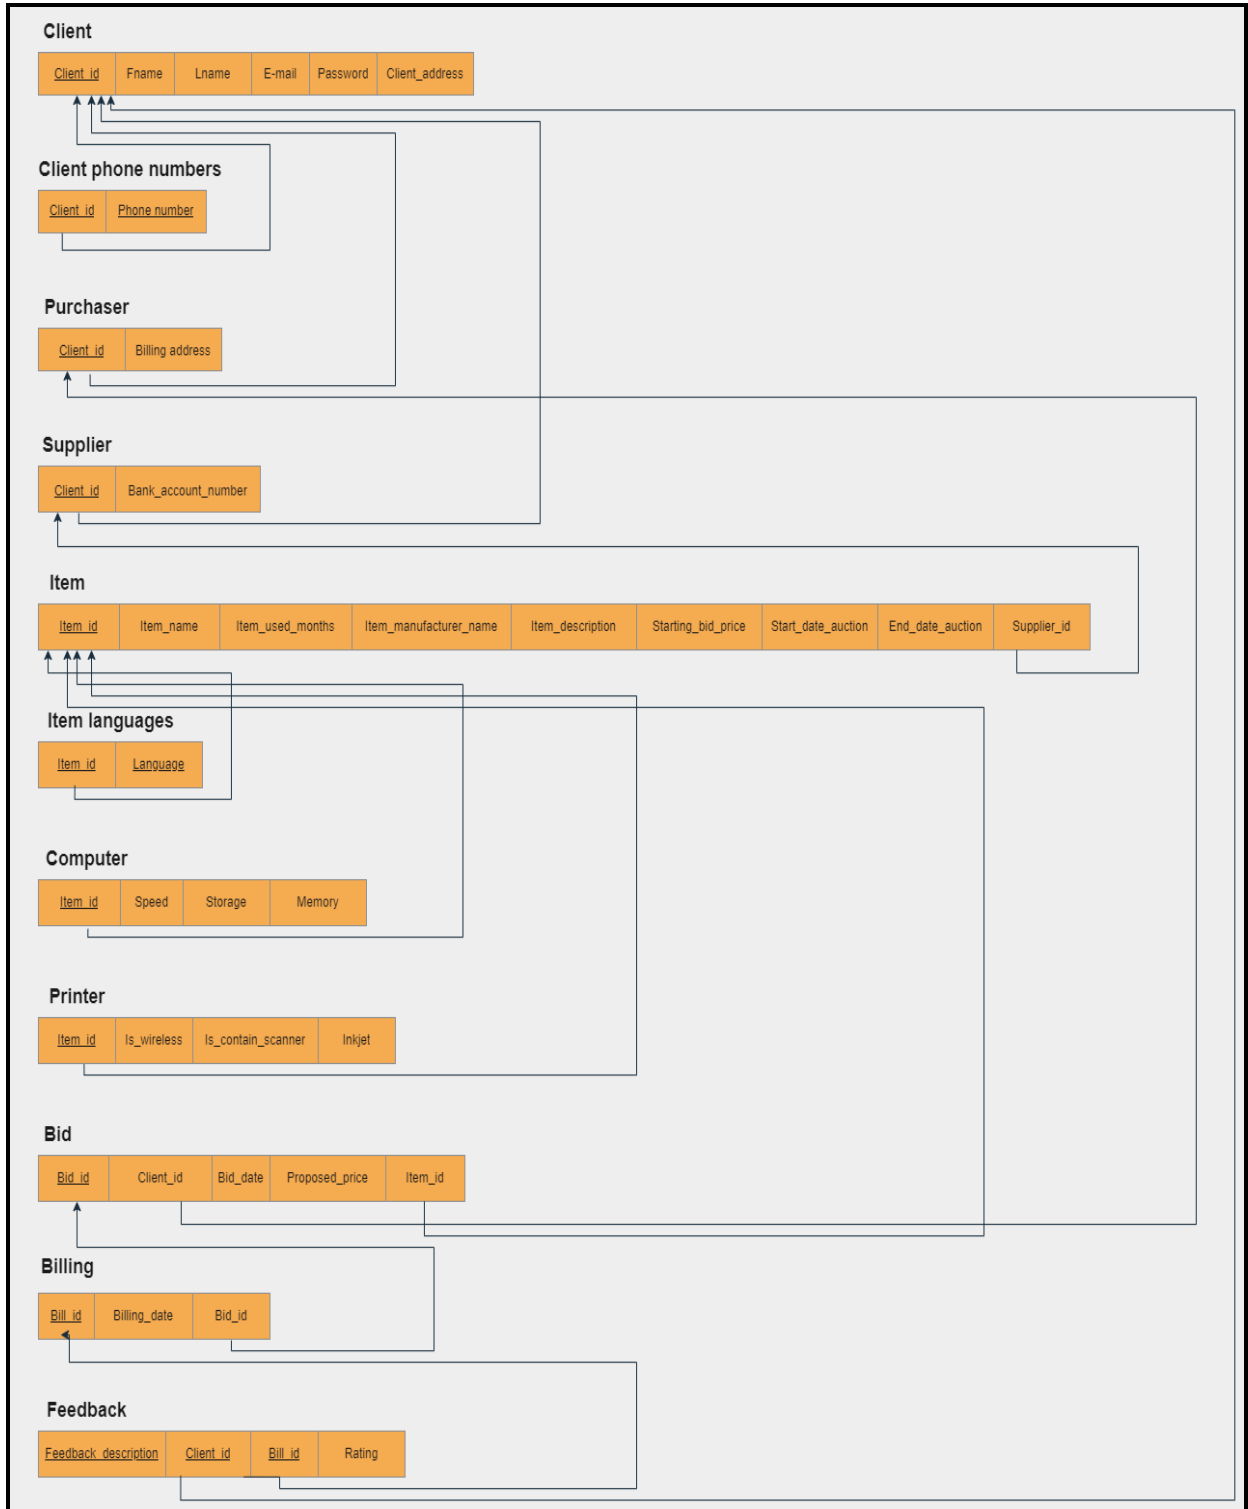 Client
Client_id Fname Lname E-mail Password Client_address
Client phone numbers
Client_id Phone number
Purchaser
Client_id Billing address
Supplier
Client_id Bank_account_number
Item
Item_id Item_name Item_used_months Item_manufacturer_name Item_description Starting_bid_price Start_date_auction End_date_auction Supplier_id
Item languages
Item_id Language
Computer
Item_id Speed Storage Memory
Printer
Item_id Is_wireless Is_contain_scanner Inkjet
Bid
Bid_id Client_id Bid_date Proposed_price Item_id
Billing
Bill_id Billing_date Bid_id
Feedback
Feedback_description Client_id Bill_id Rating